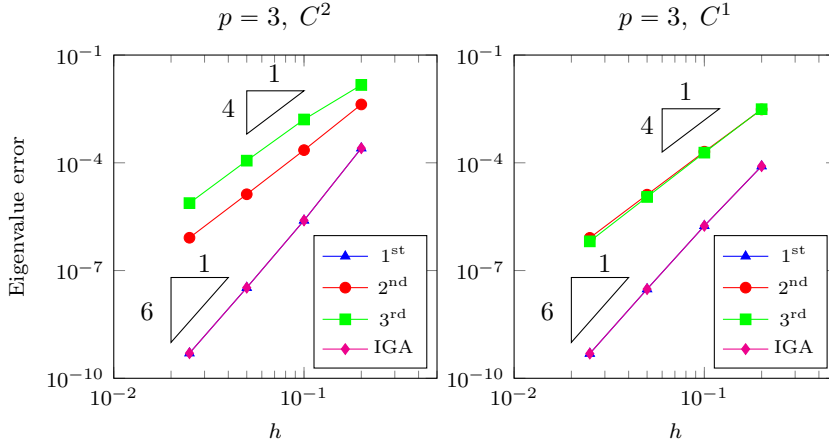 p = 3, C²
10⁻¹
10⁻⁴
10⁻⁷
10⁻¹⁰
Eigenvalue error
1
4
1
6
1ˢᵗ
2ⁿᵈ
3ʳᵈ
IGA
10⁻²
10⁻¹
h
p = 3, C¹
10⁻¹
10⁻⁴
10⁻⁷
10⁻¹⁰
1
4
1
6
1ˢᵗ
2ⁿᵈ
3ʳᵈ
IGA
10⁻²
10⁻¹
h